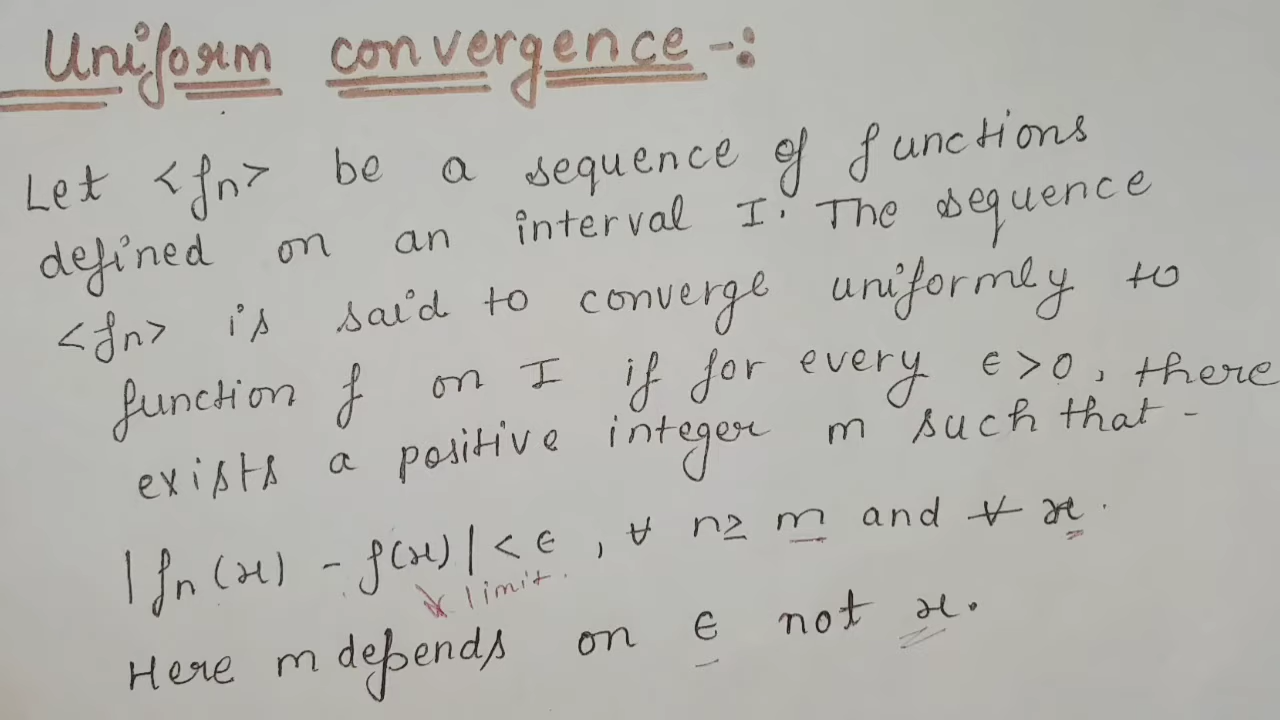 Uniform convergence -:
Let <fn> be a sequence of functions
defined on an interval I. The sequence
<fn> is said to converge uniformly to
function f on I if for every ϵ>0, there
exists a positive integer m such that -
|fn(x) - f(x)| < ϵ, ∀ n≥ m and ∀ x.
limit.
Here m depends on ϵ not x.